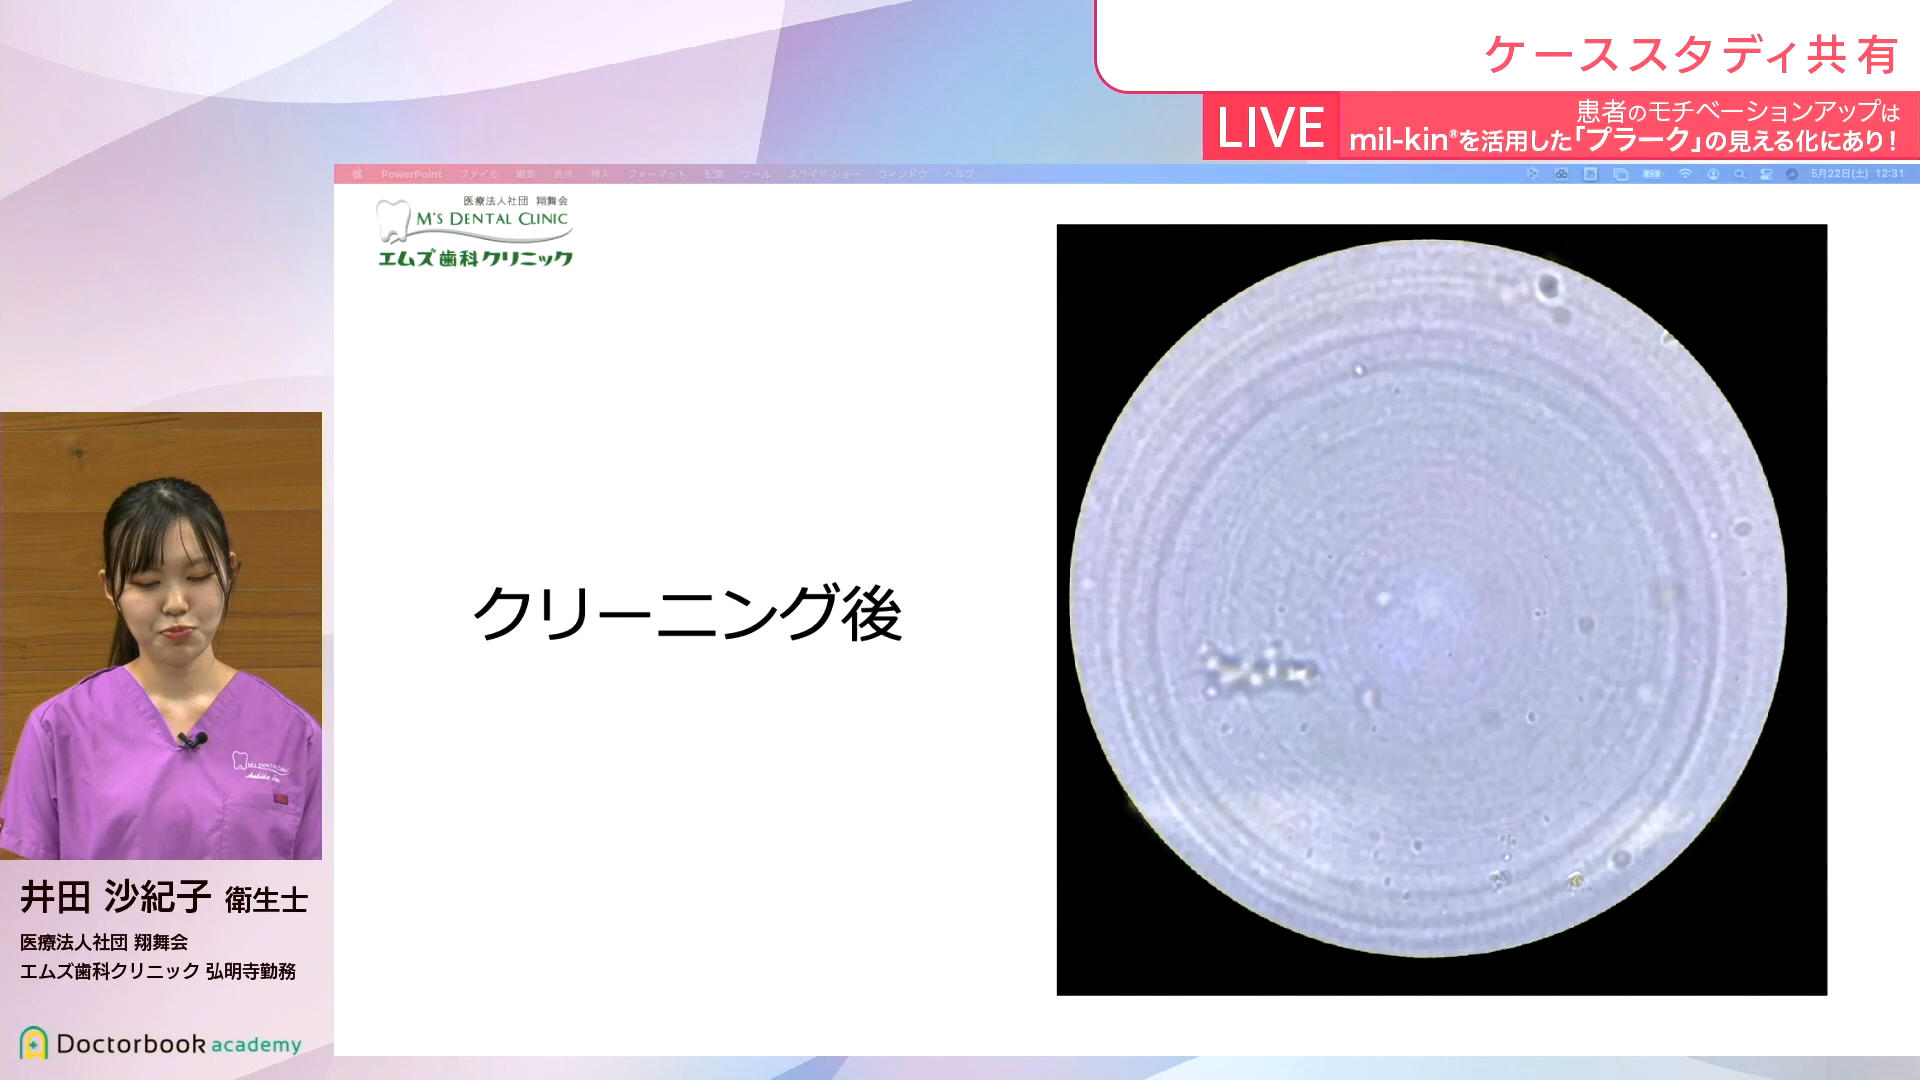 ケーススタディ共有
LIVE
患者のモチベーションアップは
mil-kin®を活用した「プラーク」の見える化にあり!
PowerPoint ファイル 編集 表示 挿入 フォーマット 配置 ツール スライド ショー ウィンドウ ヘルプ
5月22日(土) 12:31
医療法人社団 翔舞会
M'S DENTAL CLINIC
エムズ歯科クリニック
クリーニング後
井田 沙紀子 衛生士
医療法人社団 翔舞会
エムズ歯科クリニック 弘明寺勤務
Doctorbook academy